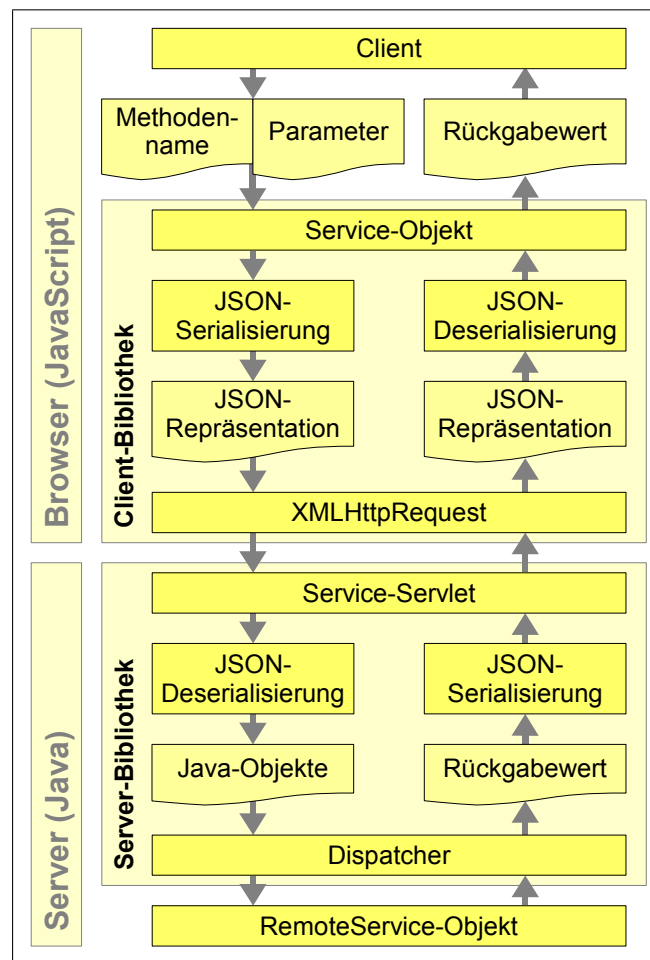 Client
Methoden-
name
Parameter
Rückgabewert
Service-Objekt
JSON-
Serialisierung
JSON-
Deserialisierung
JSON-
Repräsentation
JSON-
Repräsentation
XMLHttpRequest
Client-Bibliothek
Browser (JavaScript)
Service-Servlet
JSON-
Deserialisierung
JSON-
Serialisierung
Java-Objekte
Rückgabewert
Dispatcher
Server-Bibliothek
RemoteService-Objekt
Server (Java)